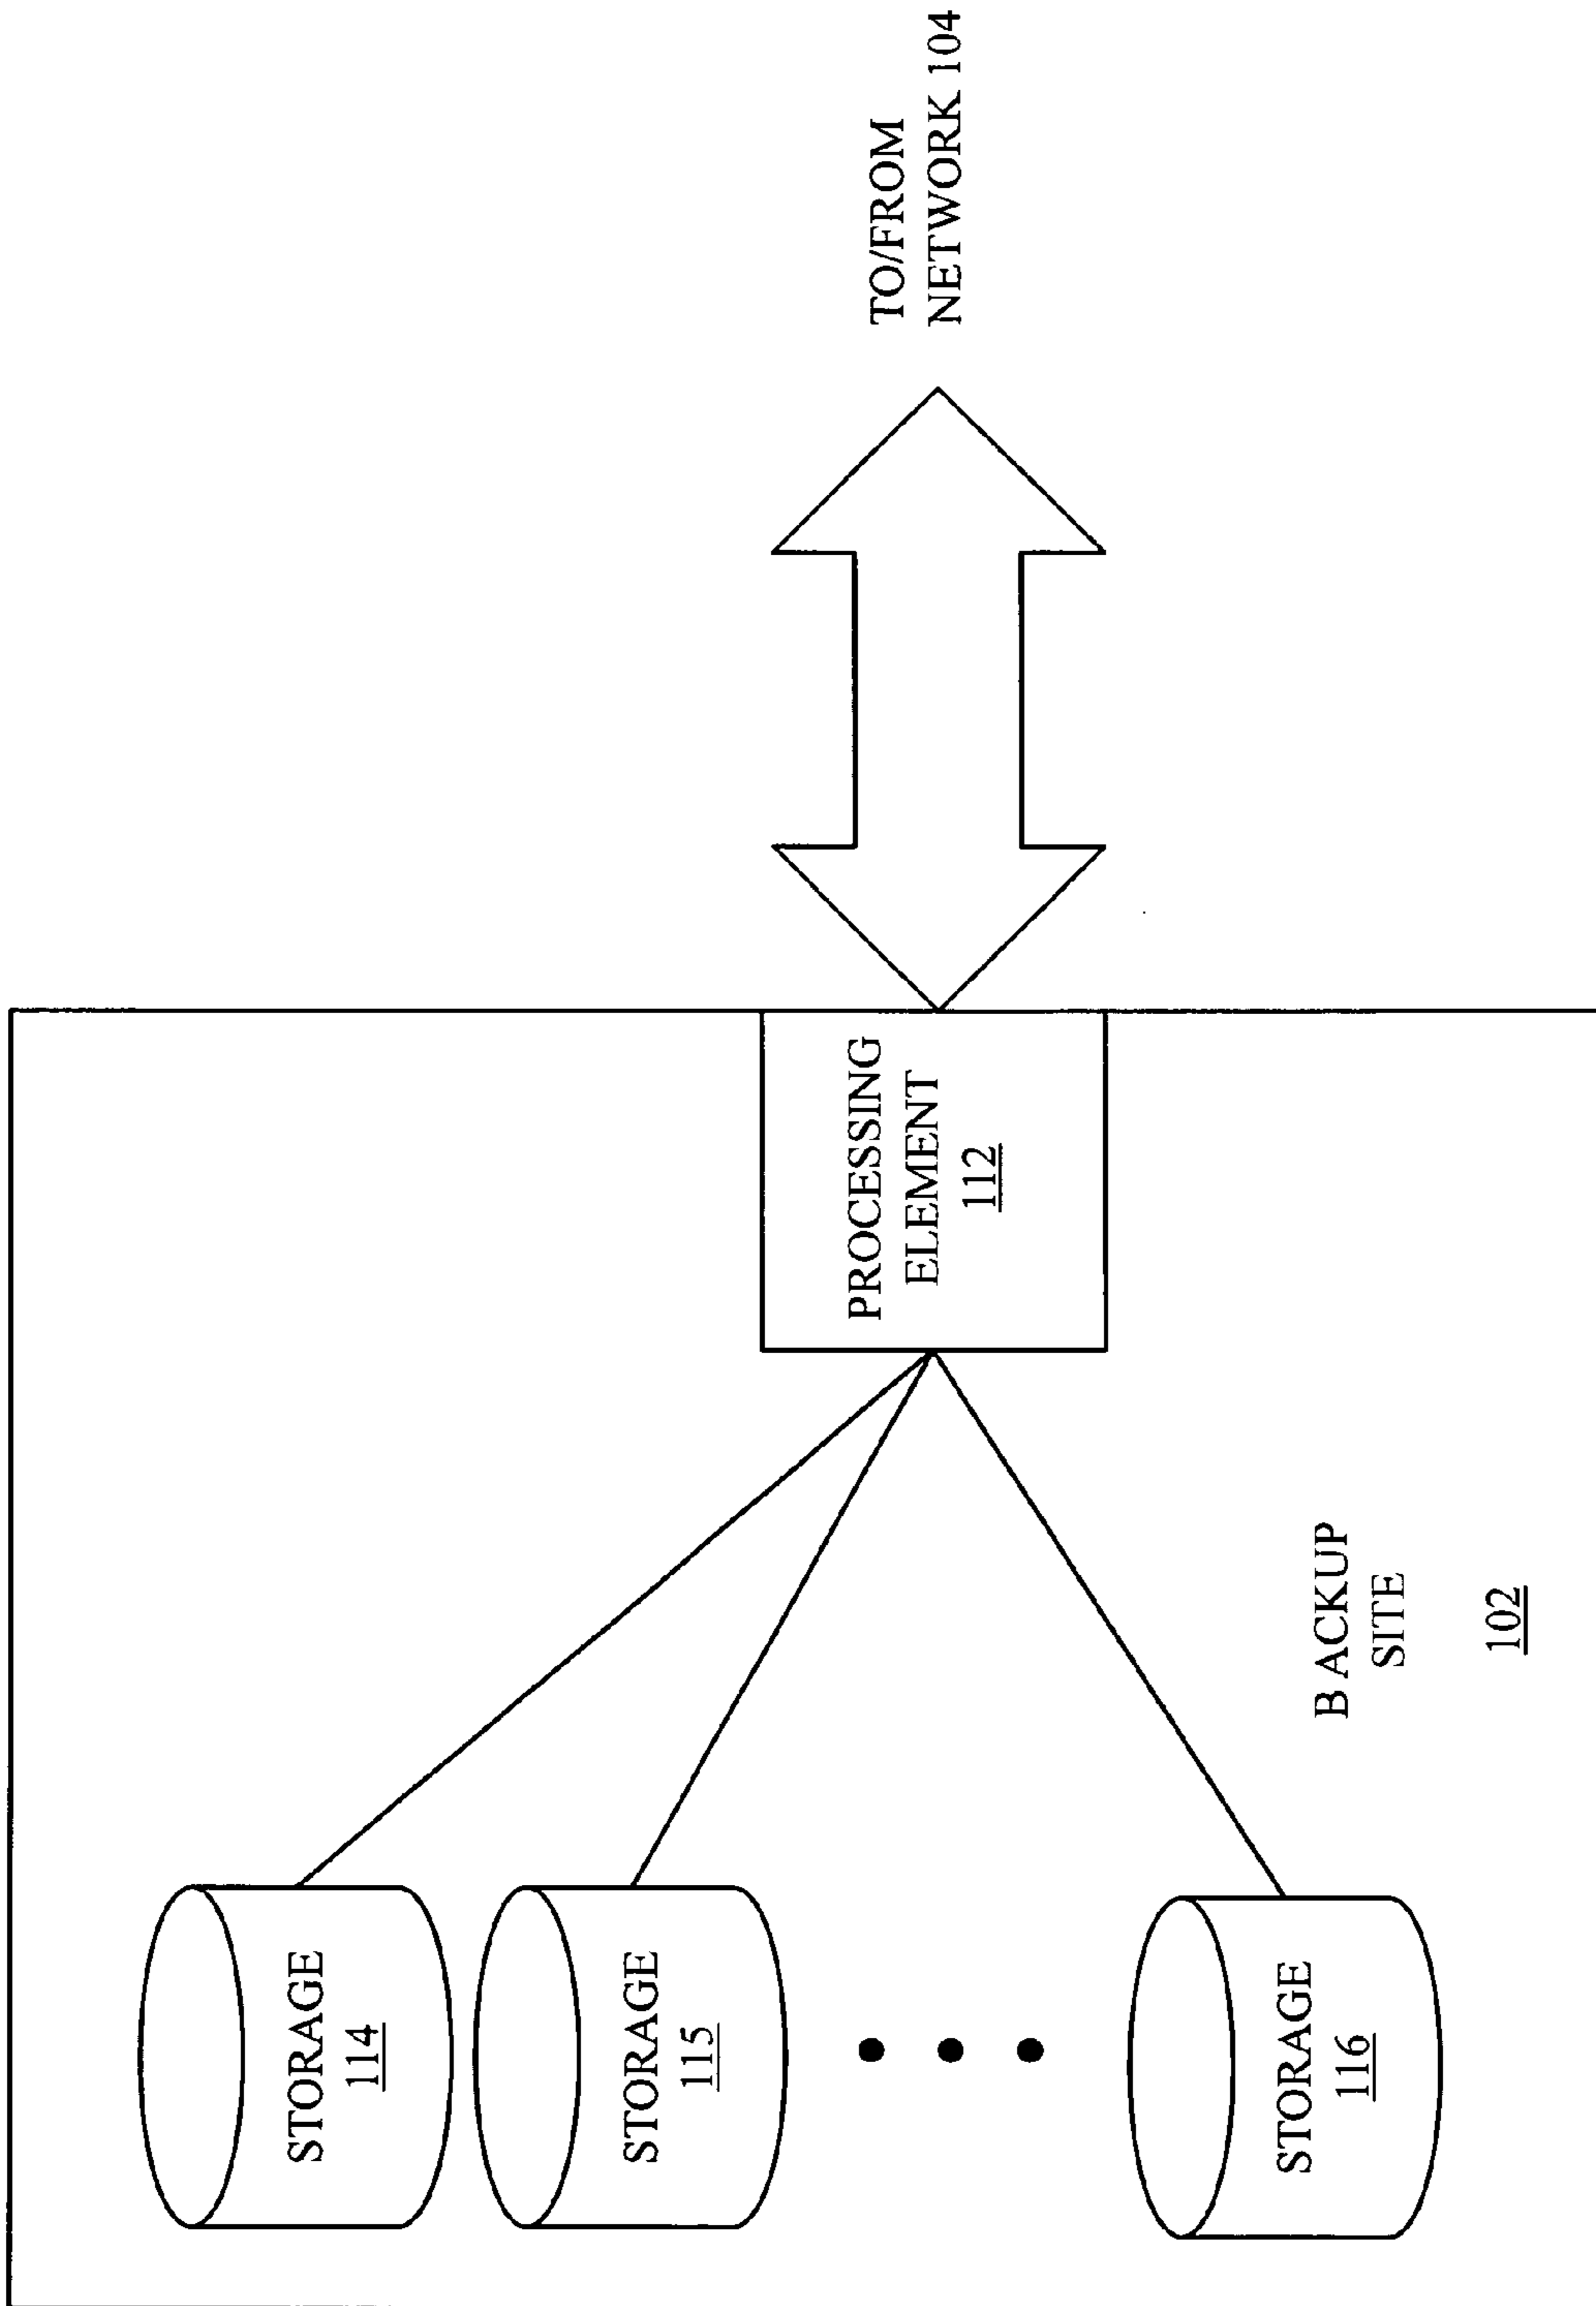 STORAGE
114
STORAGE
115
STORAGE
116
PROCESSING
ELEMENT
112
TO/FROM
NETWORK 104
B ACKUP
SITE
102